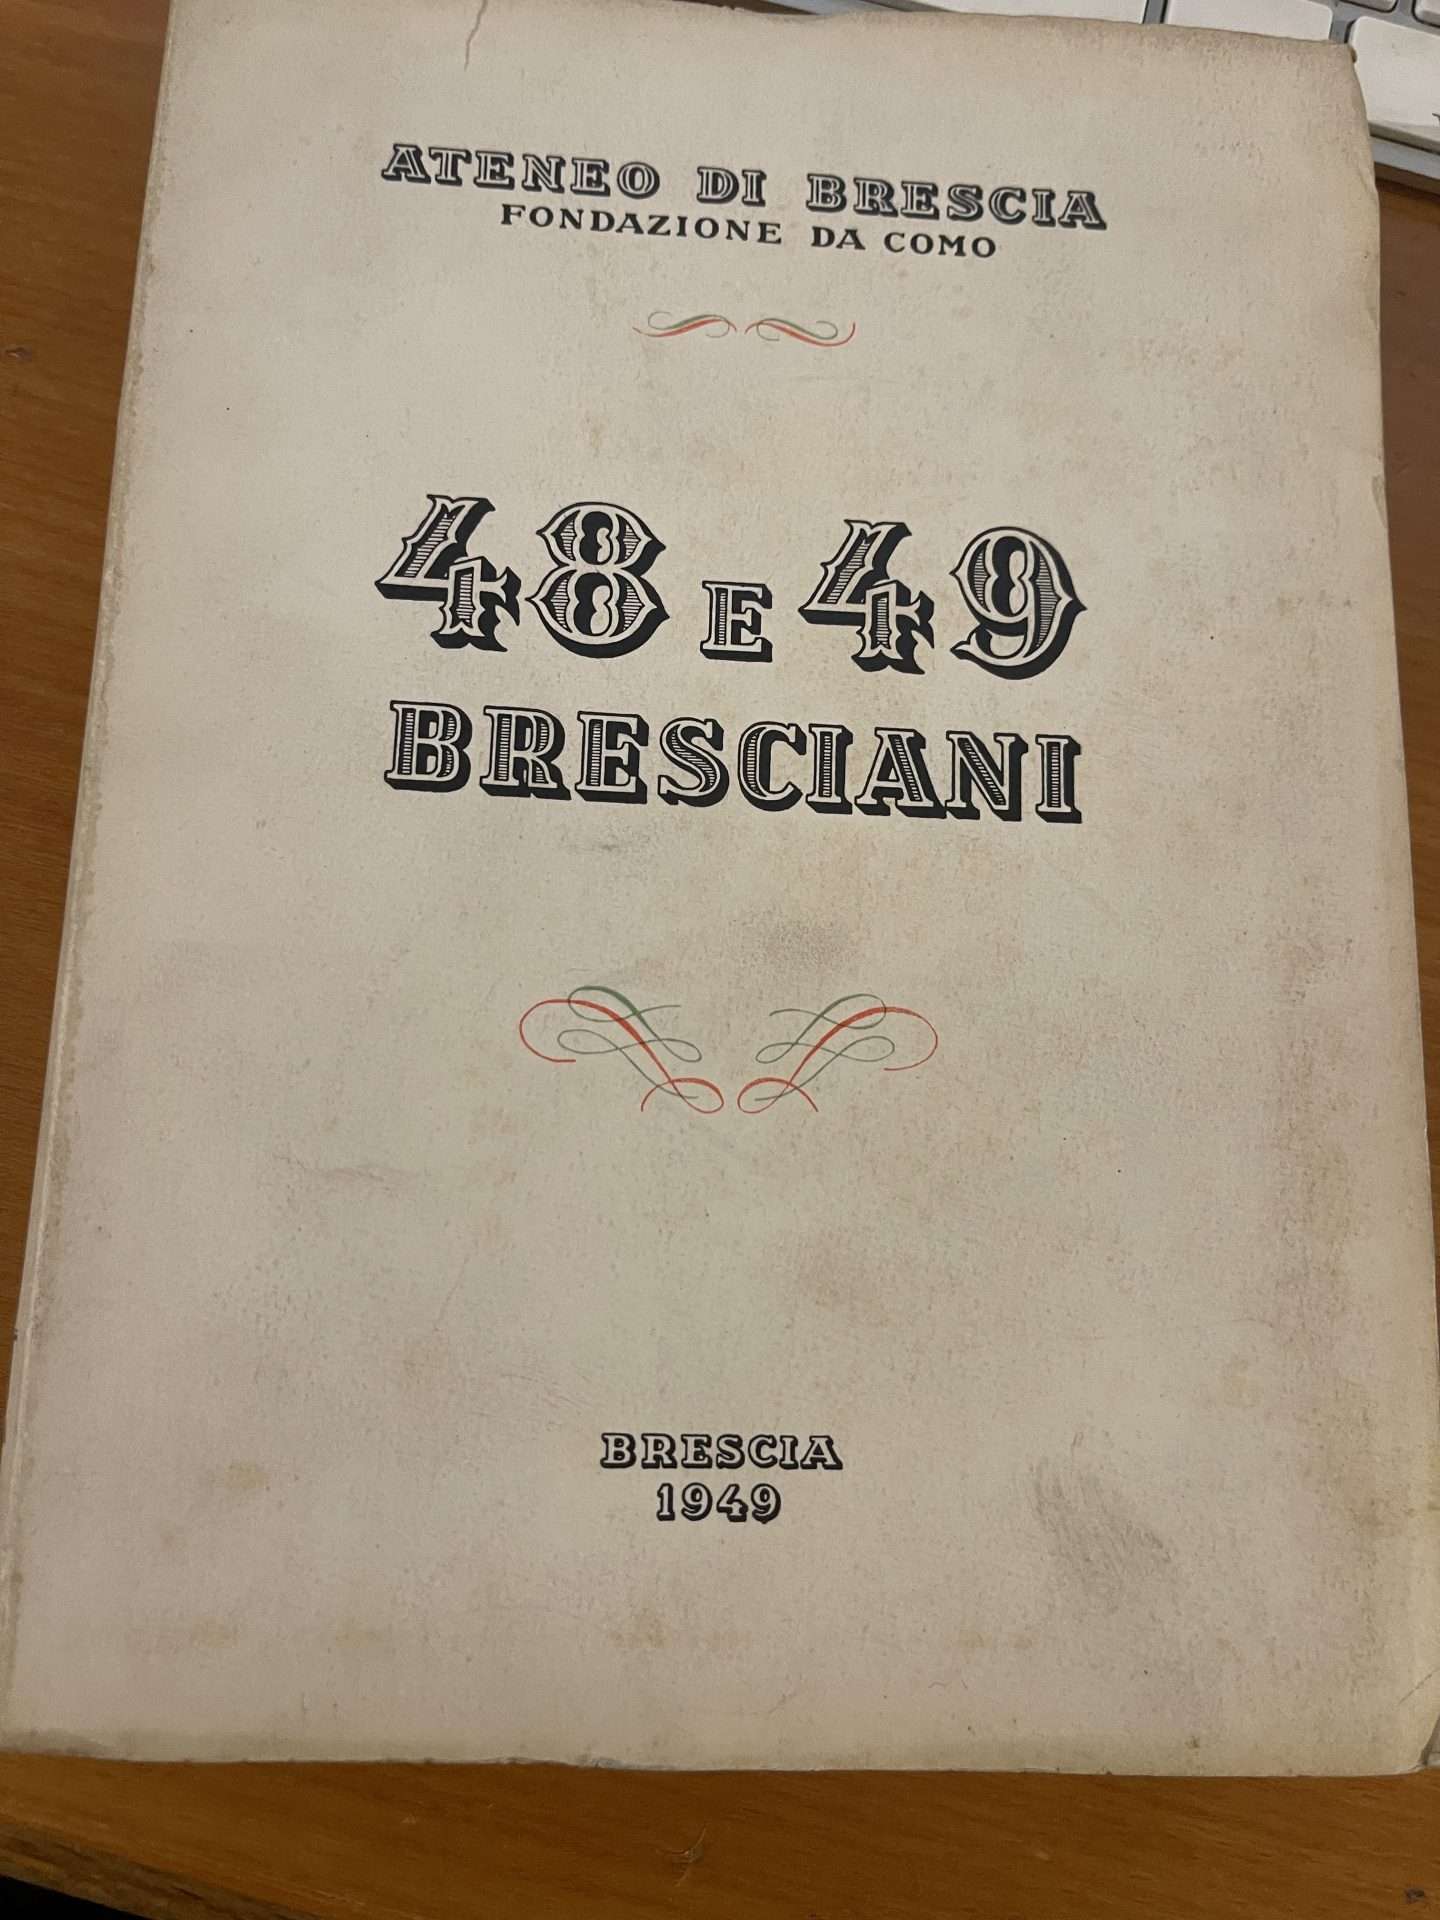 ATENEO DI BRESCIA
FONDAZIONE DA COMO
48 E 49
BRESCIANI
BRESCIA
1949